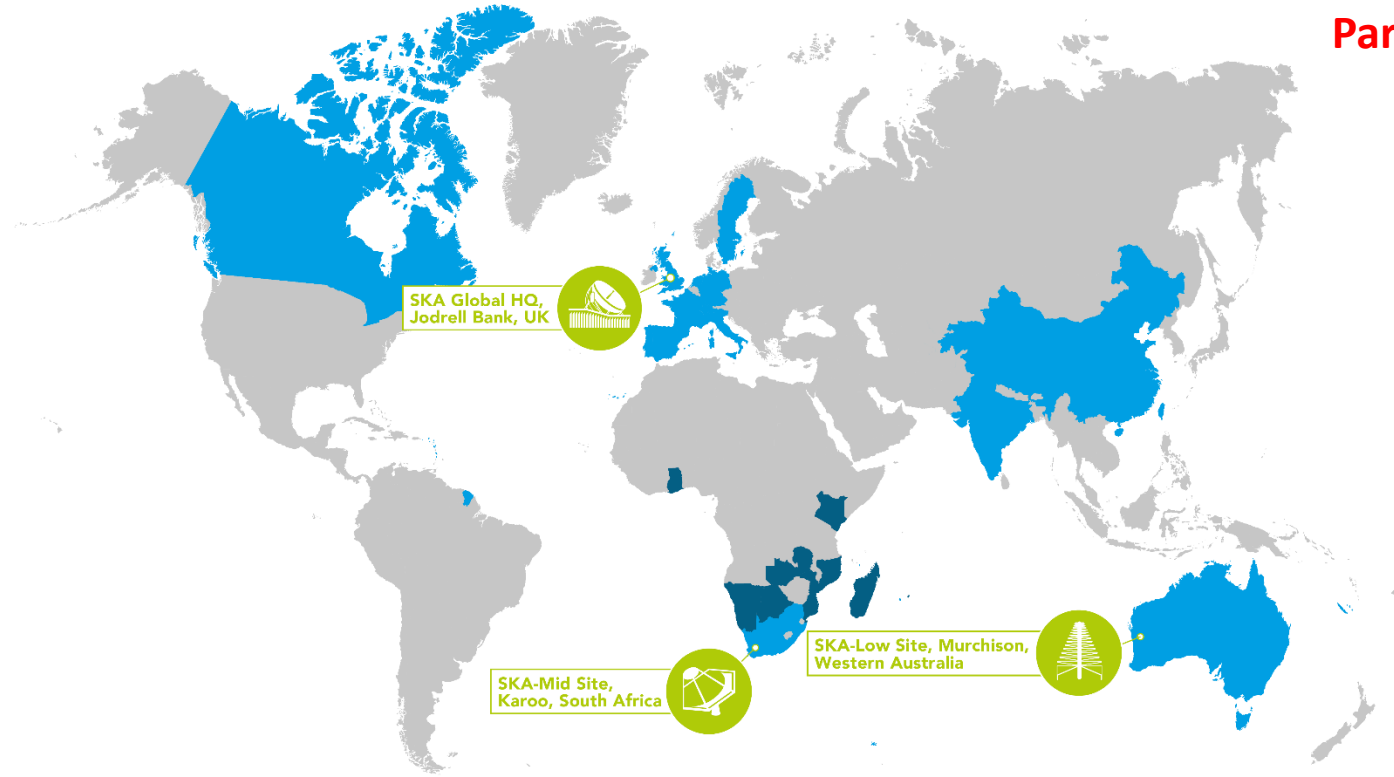 Par
SKA Global HQ,
Jodrell Bank, UK
SKA-Low Site, Murchison,
Western Australia
SKA-Mid Site,
Karoo, South Africa